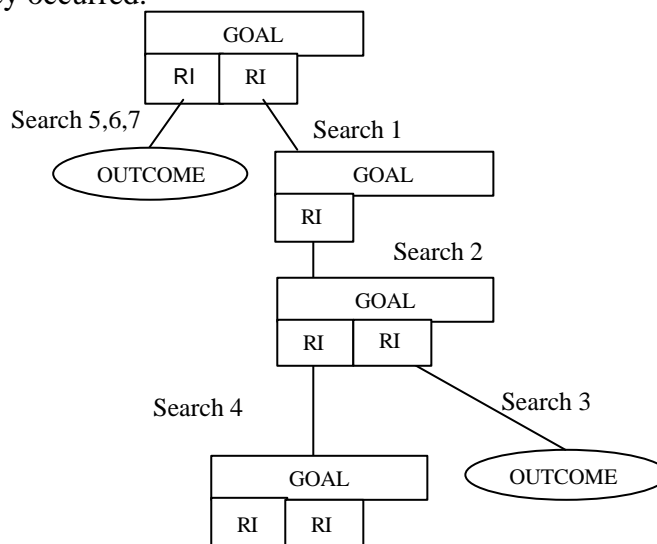 occurred.
GOAL
RI RI
Search 5,6,7
Search 1
OUTCOME
GOAL
RI
Search 2
GOAL
RI RI
Search 4
Search 3
GOAL
OUTCOME
RI RI